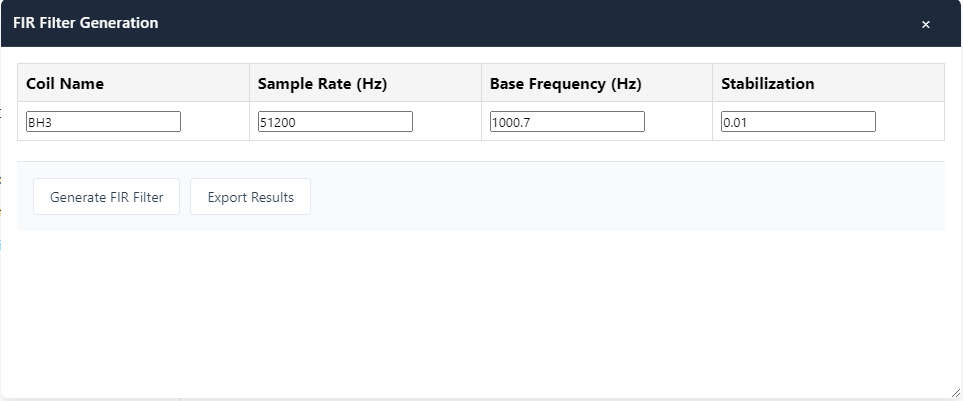 FIR Filter Generation ×
Coil Name Sample Rate (Hz) Base Frequency (Hz) Stabilization
BH3 51200 1000.7 0.01
Generate FIR Filter Export Results